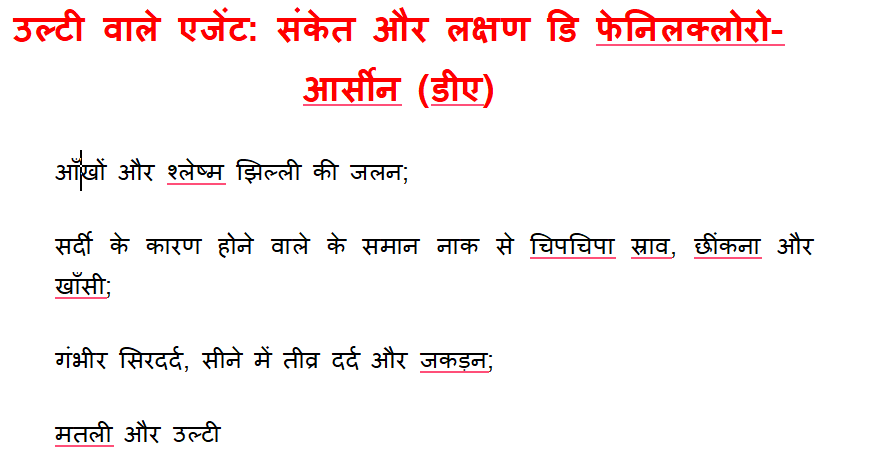 उल्टी वाले एजेंट: संकेत और लक्षण डि फेनिलक्लोरो-
आर्सीन (डीए)
आँखों और श्लेष्म झिल्ली की जलन;
सर्दी के कारण होने वाले के समान नाक से चिपचिपा स्राव, छींकना और
खाँसी;
गंभीर सिरदर्द, सीने में तीव्र दर्द और जकड़न;
मतली और उल्टी